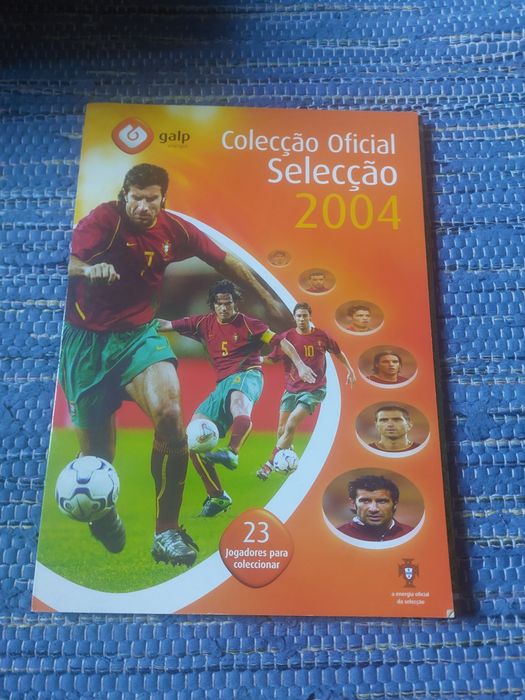 galp
energia
Colecção Oficial
Selecção
2004
7
5
10
23
Jogadores para
coleccionar
a energia oficial
da selecção